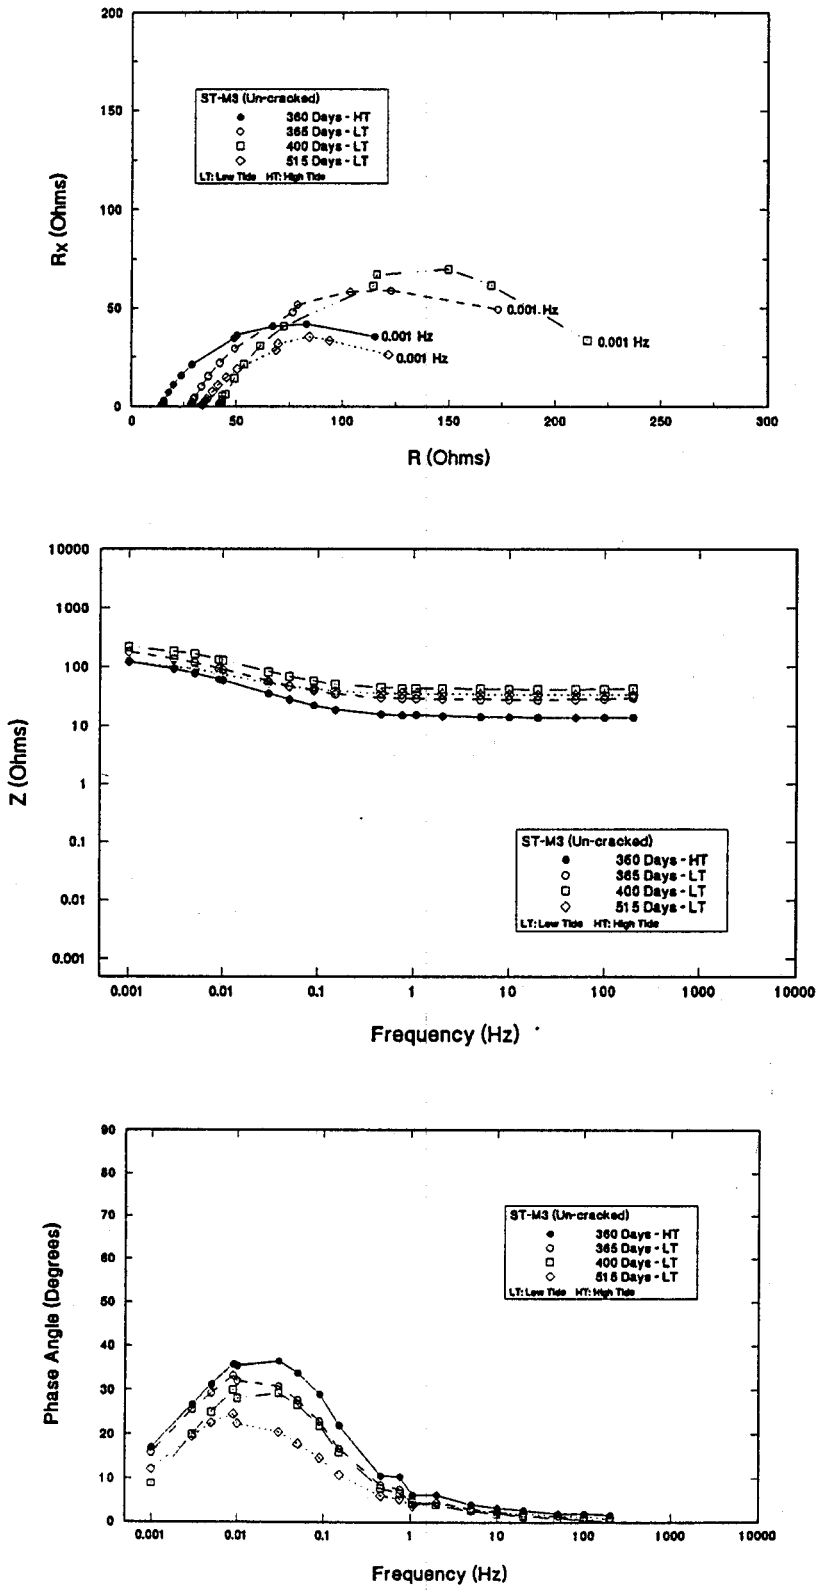 200
150
100
50
0
Rx (Ohms)
ST-M3 (Un-cracked)
360 Days - HT
365 Days - LT
400 Days - LT
515 Days - LT
LT: Low Tide HT: High Tide
0.001 Hz
0.001 Hz
0.001 Hz
0.001 Hz
0 50 100 150 200 250 300
R (Ohms)
10000
1000
100
10
1
0.1
0.01
0.001
Z (Ohms)
ST-M3 (Un-cracked)
360 Days - HT
365 Days - LT
400 Days - LT
515 Days - LT
LT: Low Tide HT: High Tide
0.001 0.01 0.1 1 10 100 1000 10000
Frequency (Hz)
90
80
70
60
50
40
30
20
10
0
Phase Angle (Degrees)
ST-M3 (Un-cracked)
360 Days - HT
365 Days - LT
400 Days - LT
515 Days - LT
LT: Low Tide HT: High Tide
0.001 0.01 0.1 1 10 100 1000 10000
Frequency (Hz)